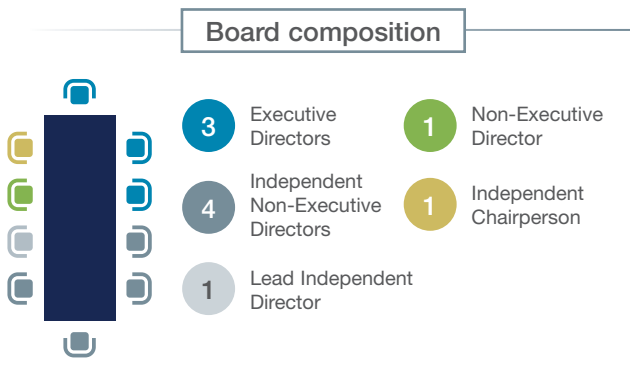 Board composition
3
Executive
Directors
1
Non-Executive
Director
4
Independent
Non-Executive
Directors
1
Independent
Chairperson
1
Lead Independent
Director